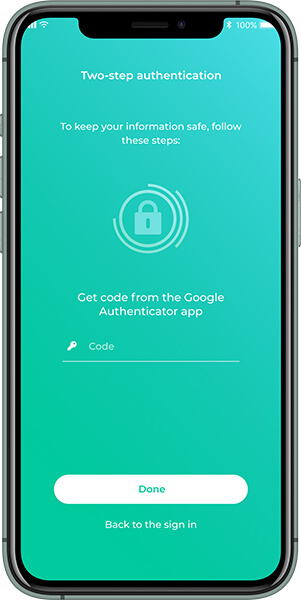 100%
Two-step authentication
To keep your information safe, follow
these steps:
Get code from the Google
Authenticator app
Code
Done
Back to the sign in